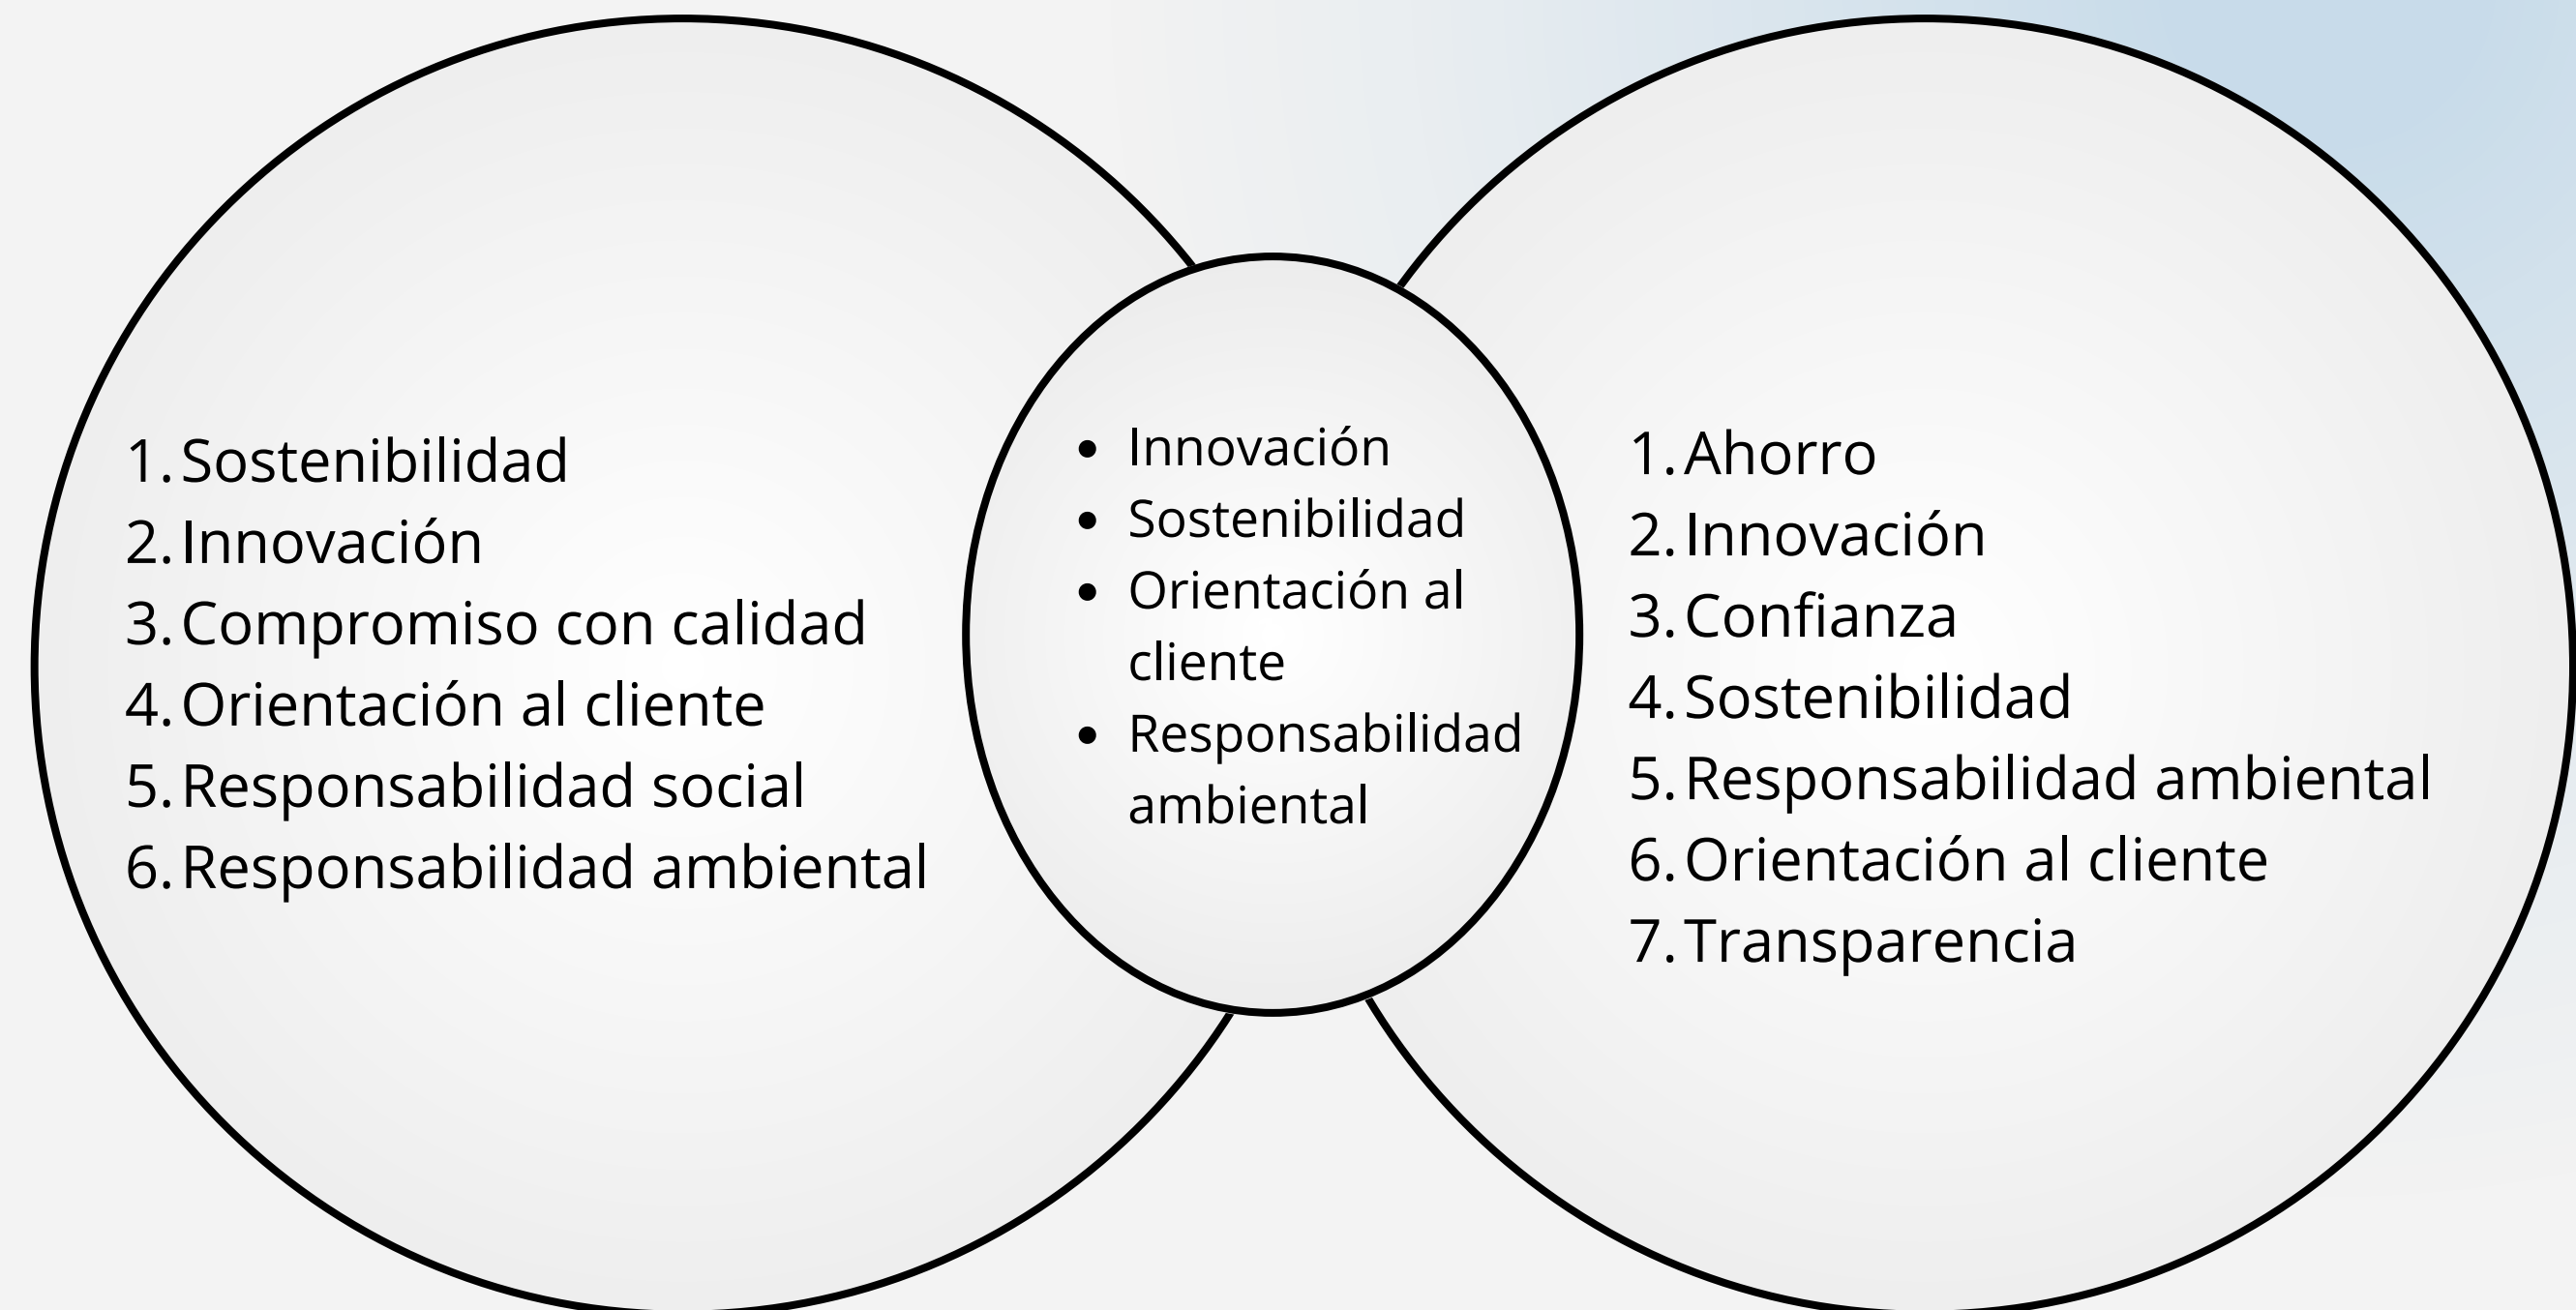 1. Sostenibilidad
2. Innovación
3. Compromiso con calidad
4. Orientación al cliente
5. Responsabilidad social
6. Responsabilidad ambiental
• Innovación
• Sostenibilidad
• Orientación al
cliente
• Responsabilidad
ambiental
1. Ahorro
2. Innovación
3. Confianza
4. Sostenibilidad
5. Responsabilidad ambiental
6. Orientación al cliente
7. Transparencia